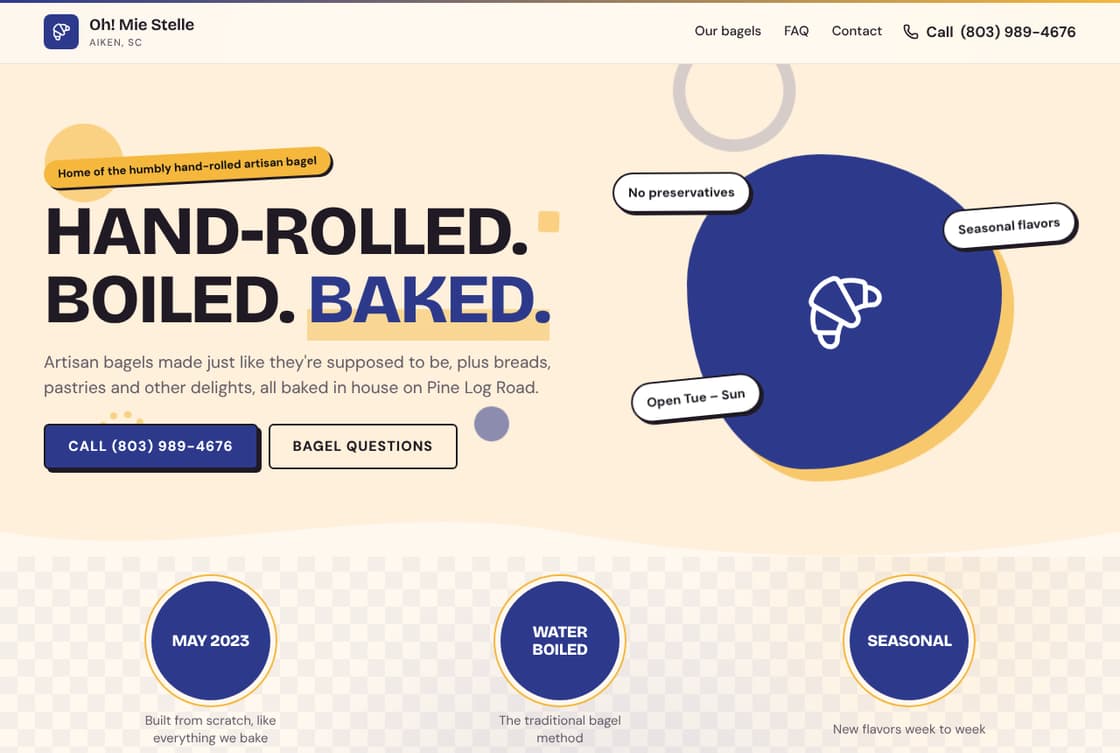 Oh! Mie Stelle
AIKEN, SC
Our bagels
FAQ
Contact
Call (803) 989-4676
Home of the humbly hand-rolled artisan bagel
HAND-ROLLED.
BOILED. BAKED.
Artisan bagels made just like they're supposed to be, plus breads,
pastries and other delights, all baked in house on Pine Log Road.
CALL (803) 989-4676
BAGEL QUESTIONS
No preservatives
Seasonal flavors
Open Tue – Sun
MAY 2023
Built from scratch, like
everything we bake
WATER
BOILED
The traditional bagel
method
SEASONAL
New flavors week to week